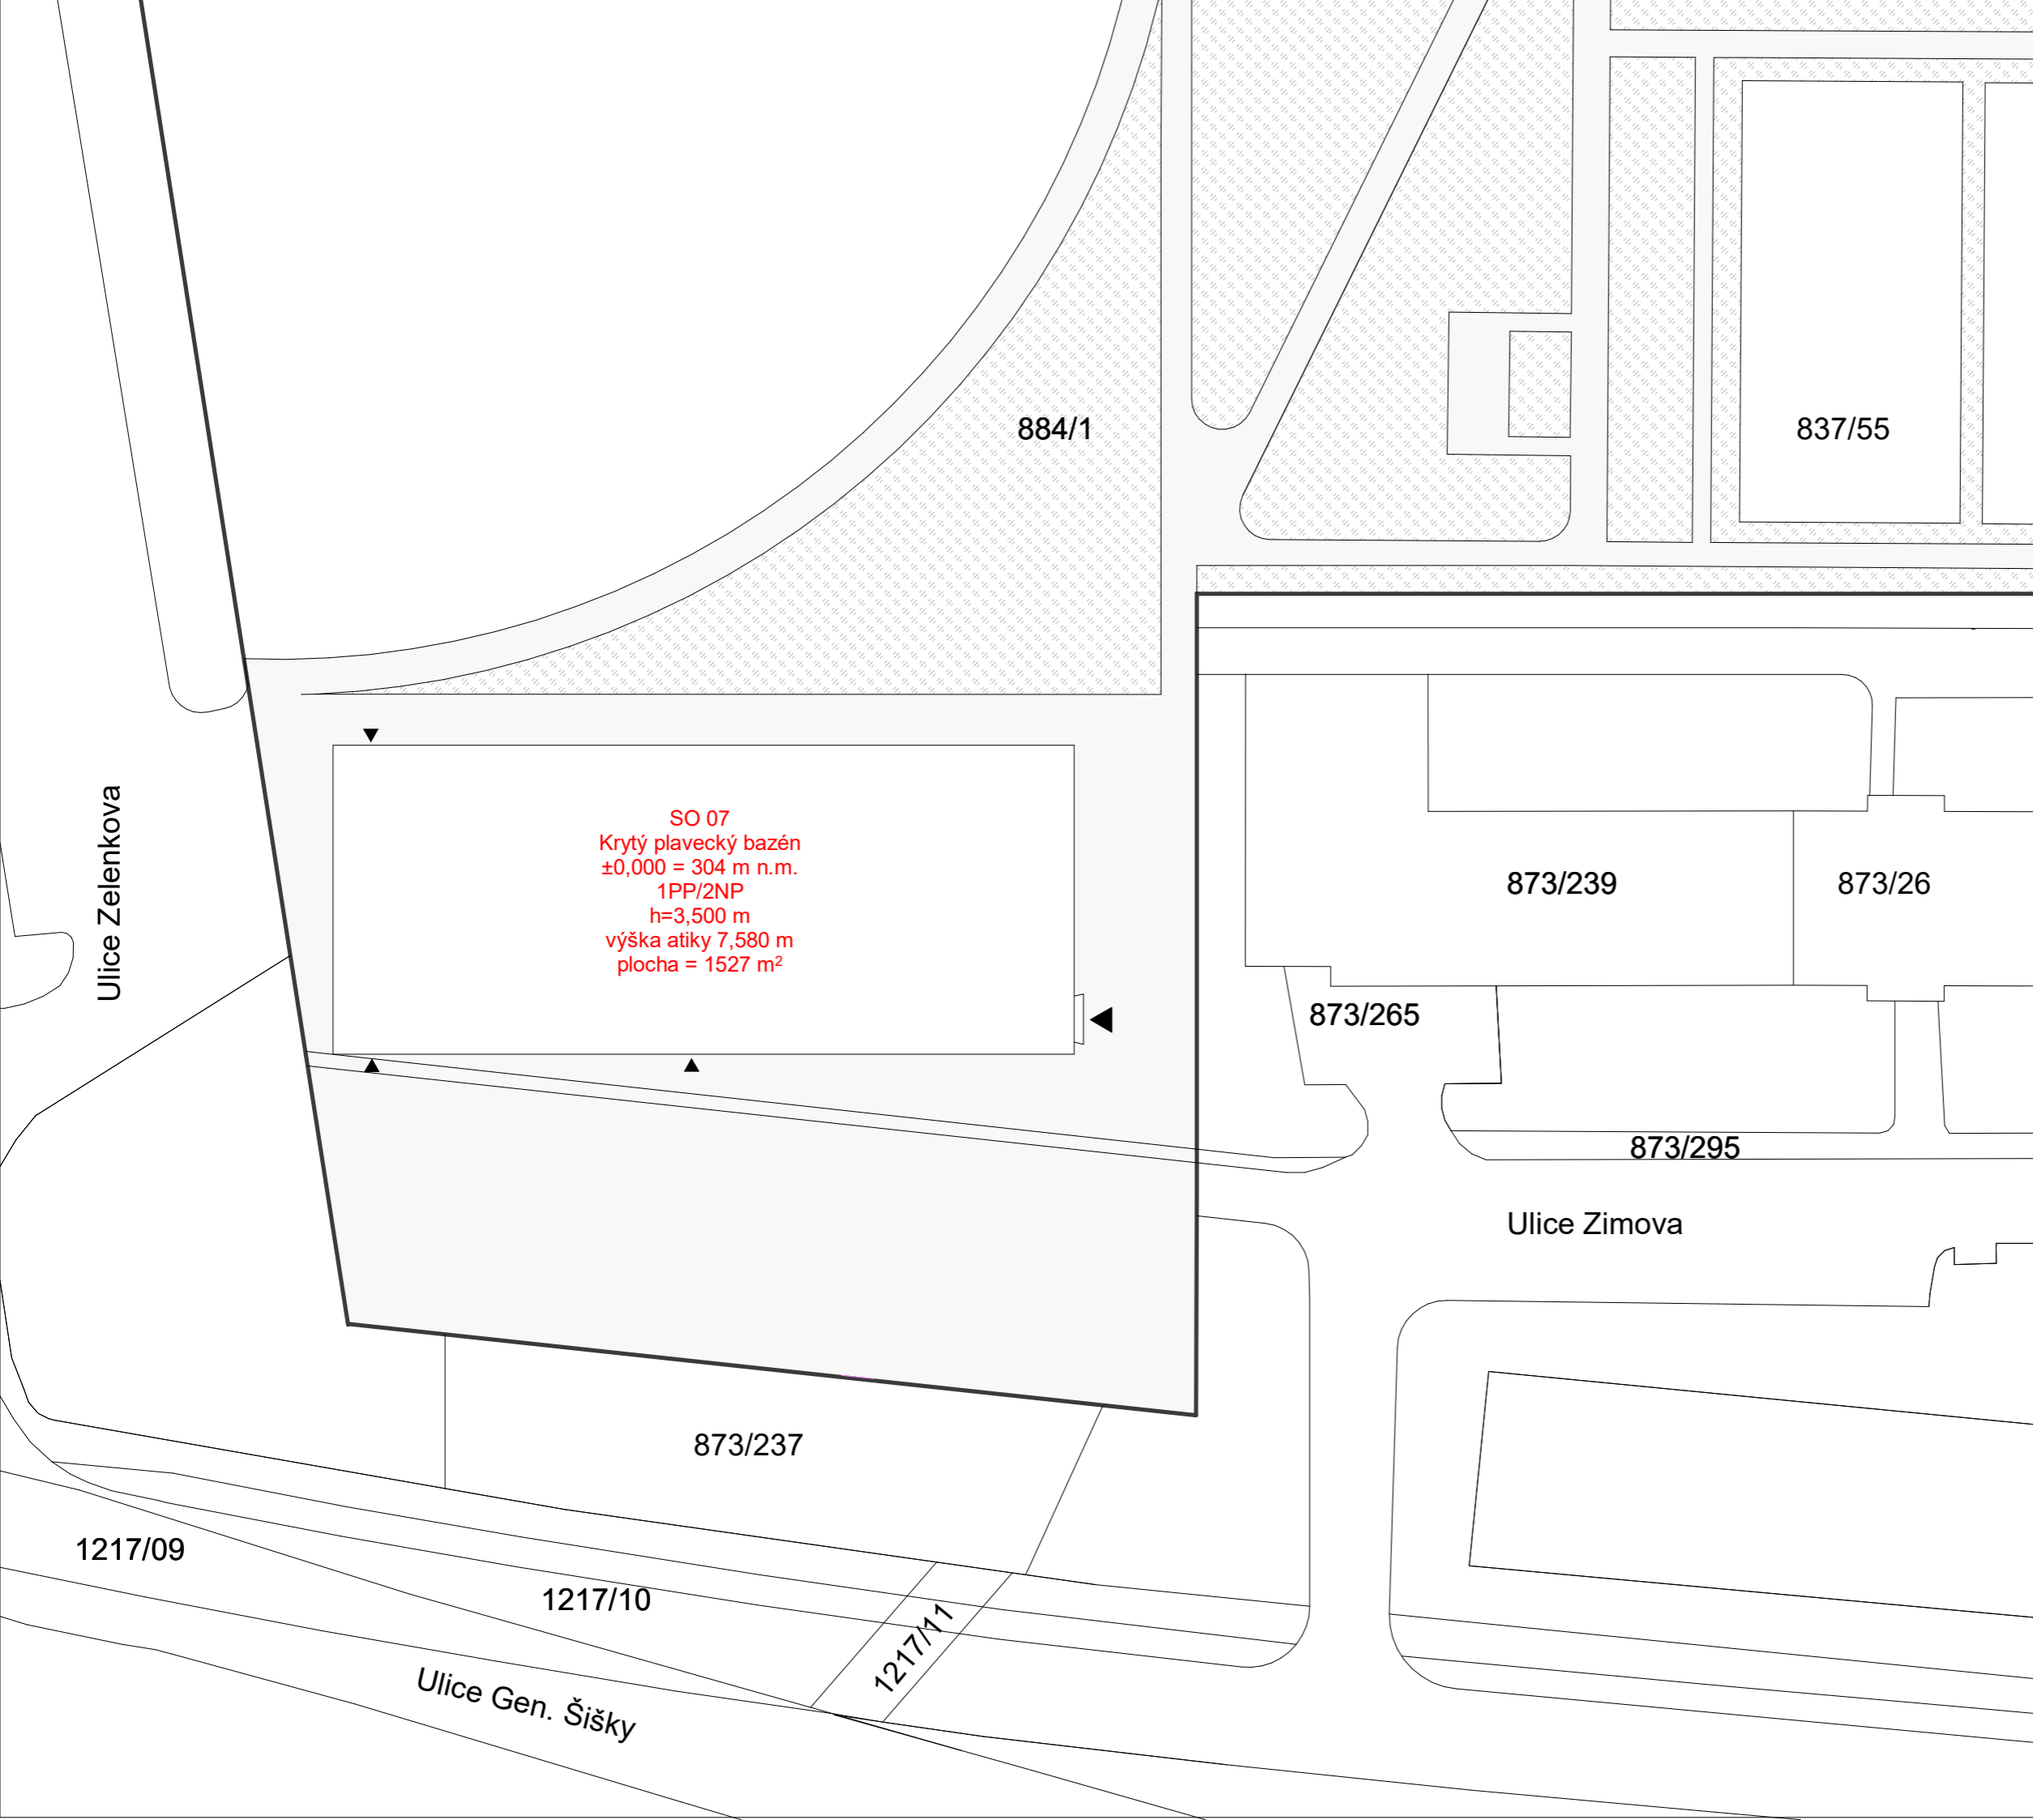 884/1
837/55
Ulice Zelenkova
SO 07
Krytý plavecký bazén
±0,000 = 304 m n.m.
1PP/2NP
h=3,500 m
výška atiky 7,580 m
plocha = 1527 m²
873/239
873/26
873/265
873/295
Ulice Zimova
873/237
1217/09
1217/10
1217/11
Ulice Gen. Šišky